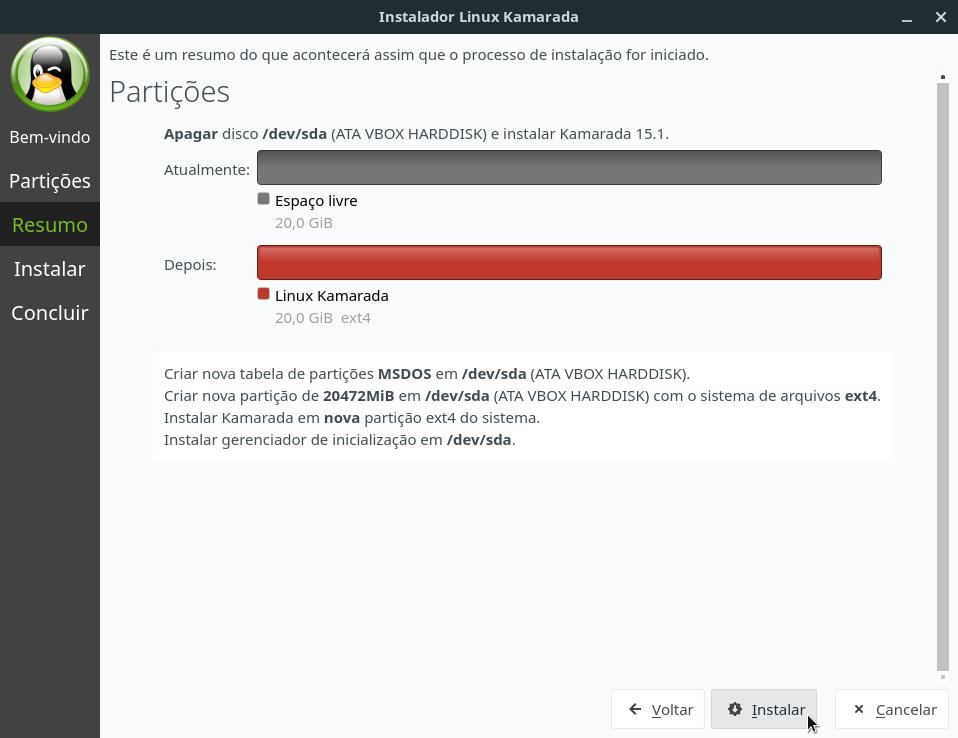 Instalador Linux Kamarada
Bem-vindo
Partições
Resumo
Instalar
Concluir
Este é um resumo do que acontecerá assim que o processo de instalação for iniciado.
Partições
Apagar disco /dev/sda (ATA VBOX HARDDISK) e instalar Kamarada 15.1.
Atualmente:
Espaço livre
20,0 GiB
Depois:
Linux Kamarada
20,0 GiB ext4
Criar nova tabela de partições MSDOS em /dev/sda (ATA VBOX HARDDISK).
Criar nova partição de 20472MiB em /dev/sda (ATA VBOX HARDDISK) com o sistema de arquivos ext4.
Instalar Kamarada em nova partição ext4 do sistema.
Instalar gerenciador de inicialização em /dev/sda.
Voltar
Instalar
Cancelar